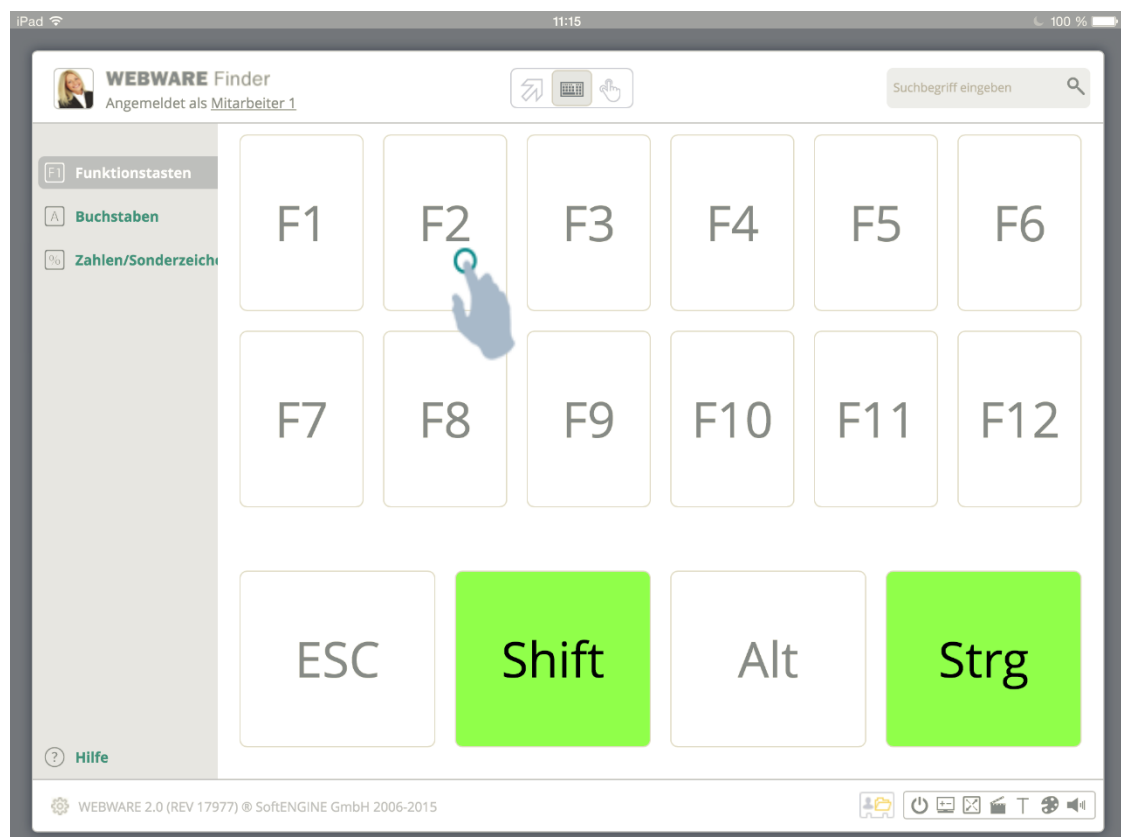 iPad 11:15 100 %
WEBWARE Finder
Angemeldet als Mitarbeiter 1
Suchbegriff eingeben
F1 Funktionstasten
A Buchstaben
% Zahlen/Sonderzeiche
F1 F2 F3 F4 F5 F6
F7 F8 F9 F10 F11 F12
ESC Shift Alt Strg
? Hilfe
WEBWARE 2.0 (REV 17977) ® SoftENGINE GmbH 2006-2015
T